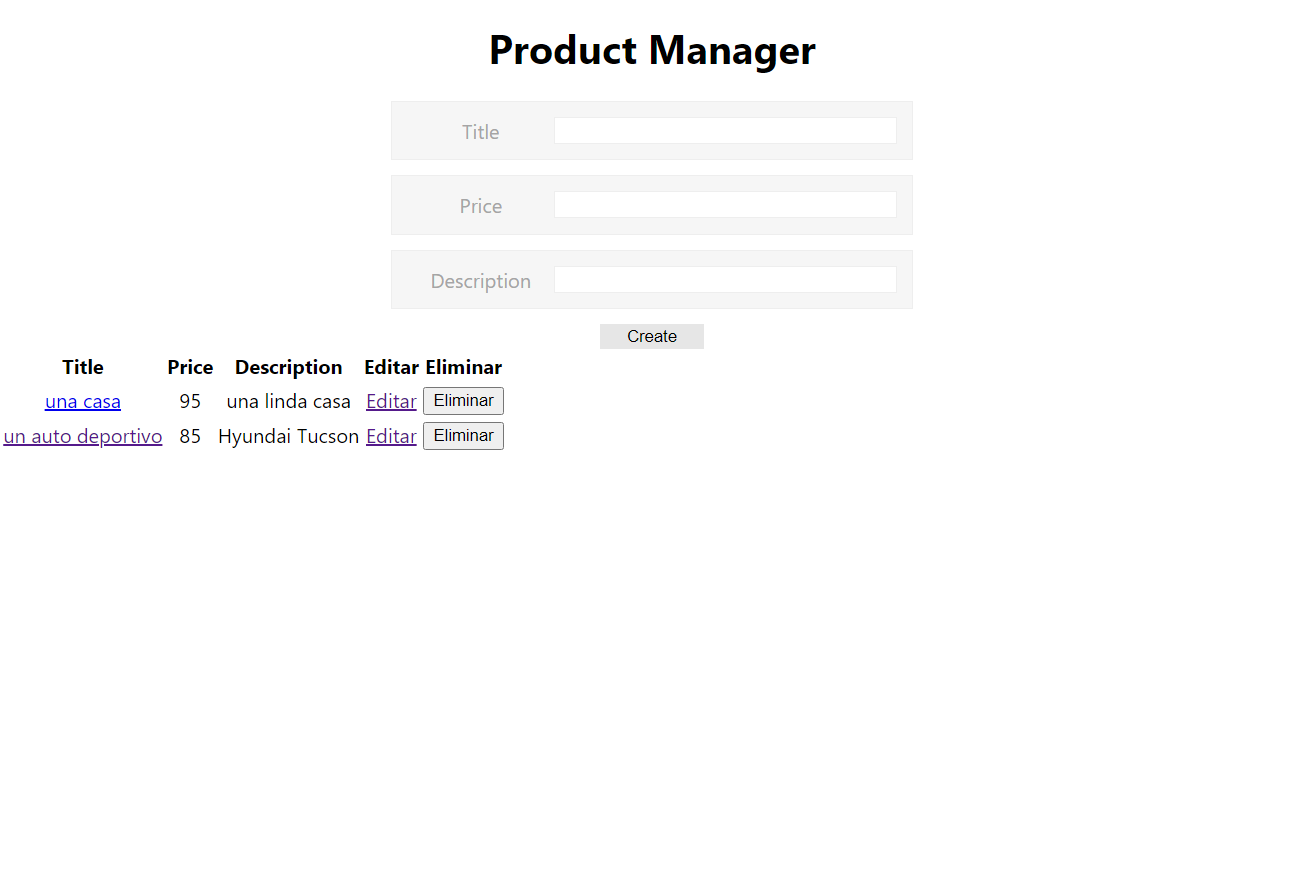 Product Manager
Title
Price
Description
Create
Title Price Description Editar Eliminar
una casa 95 una linda casa Editar Eliminar
un auto deportivo 85 Hyundai Tucson Editar Eliminar